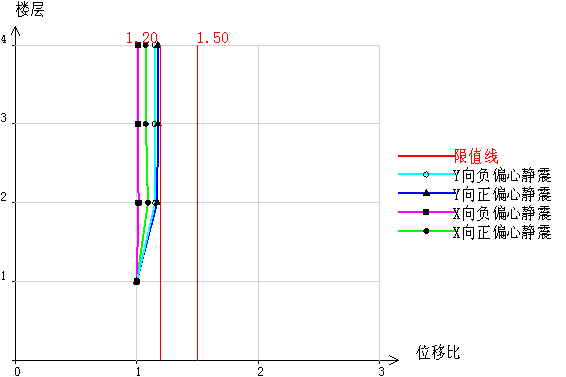 楼层
4
1.20
1.50
3
限值线
Y向负偏心静震
Y向正偏心静震
2
X向负偏心静震
X向正偏心静震
1
位移比
0
1
2
3